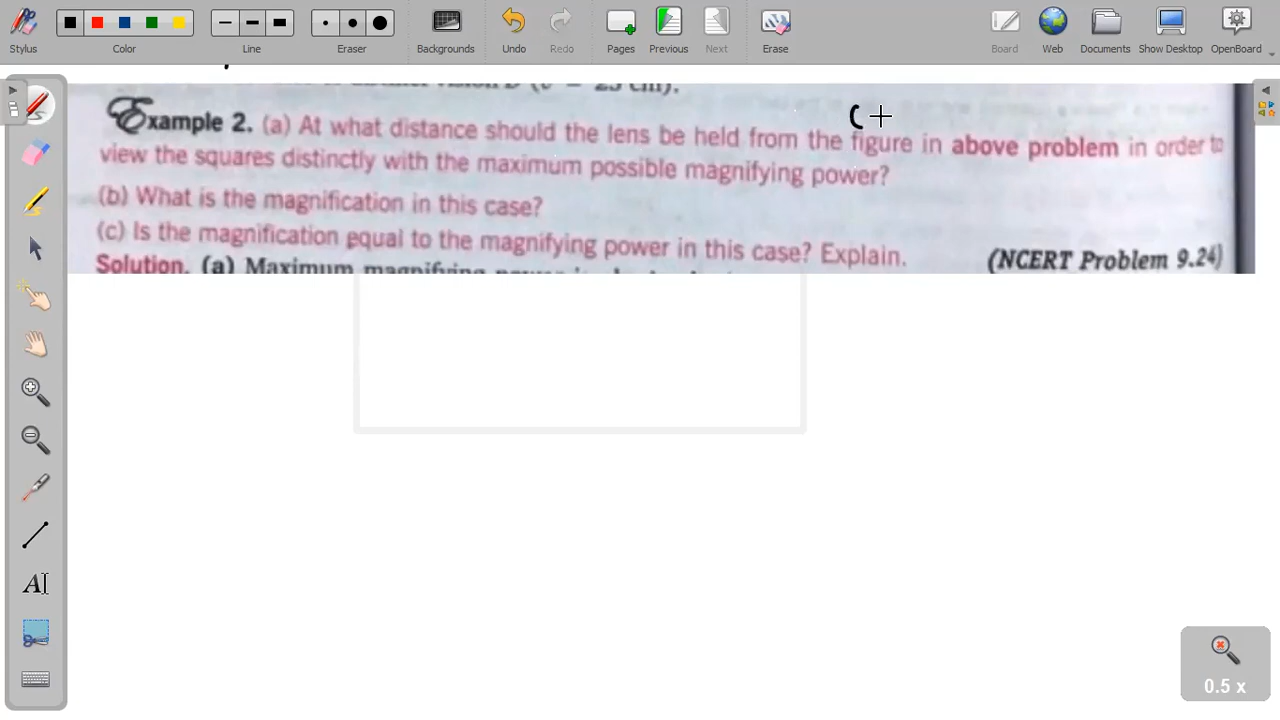 Stylus
Color
Line
Eraser
Backgrounds
Undo
Redo
Pages
Previous
Next
Erase
Board
Web
Documents
Show Desktop
OpenBoard
cm).
Example 2. (a) At what distance should the lens be held from the figure in above problem in order to
view the squares distinctly with the maximum possible magnifying power?
(b) What is the magnification in this case?
(c) Is the magnification equal to the magnifying power in this case? Explain.
(NCERT Problem 9.24)
Solution. (a) Maximum magnifying power
0.5 x